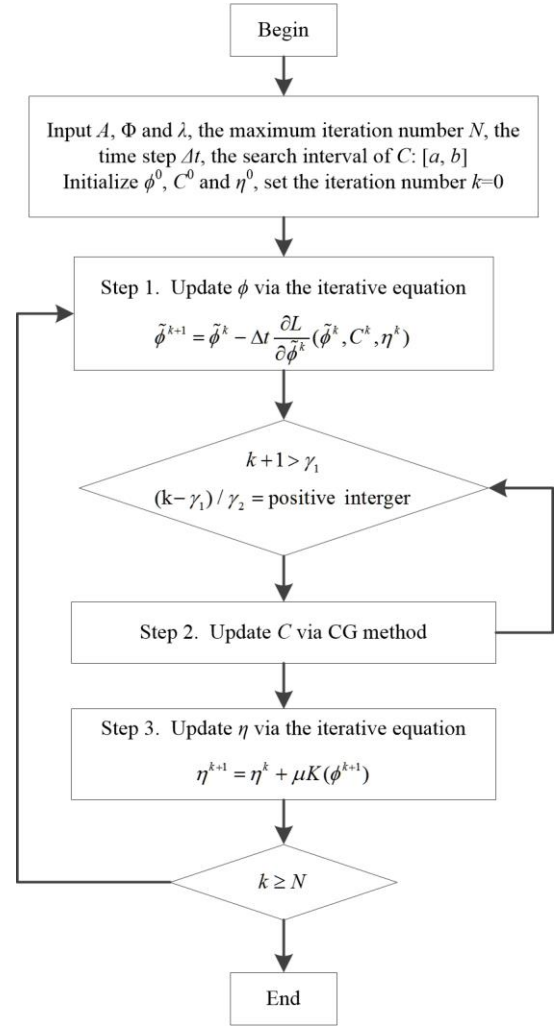 Begin
Input A, Φ and λ, the maximum iteration number N, the
time step Δt, the search interval of C: [a, b]
Initialize ϕ⁰, C⁰ and η⁰, set the iteration number k=0
Step 1. Update ϕ via the iterative equation
ϕ̃ᵏ⁺¹ = ϕ̃ᵏ − Δt ∂L/∂ϕ̃ᵏ (ϕ̃ᵏ, Cᵏ, ηᵏ)
k+1 > γ₁
(k−γ₁) / γ₂ = positive interger
Step 2. Update C via CG method
Step 3. Update η via the iterative equation
ηᵏ⁺¹ = ηᵏ + μK(ϕᵏ⁺¹)
k ≥ N
End